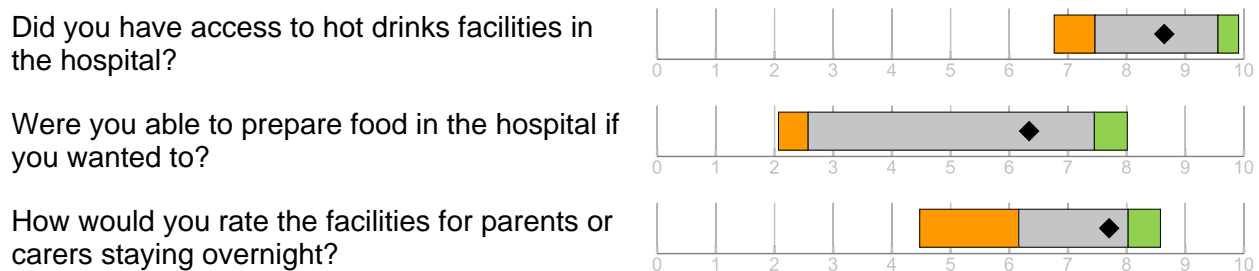 Did you have access to hot drinks facilities in
the hospital?
0 1 2 3 4 5 6 7 8 9 10
Were you able to prepare food in the hospital if
you wanted to?
0 1 2 3 4 5 6 7 8 9 10
How would you rate the facilities for parents or
carers staying overnight?
0 1 2 3 4 5 6 7 8 9 10